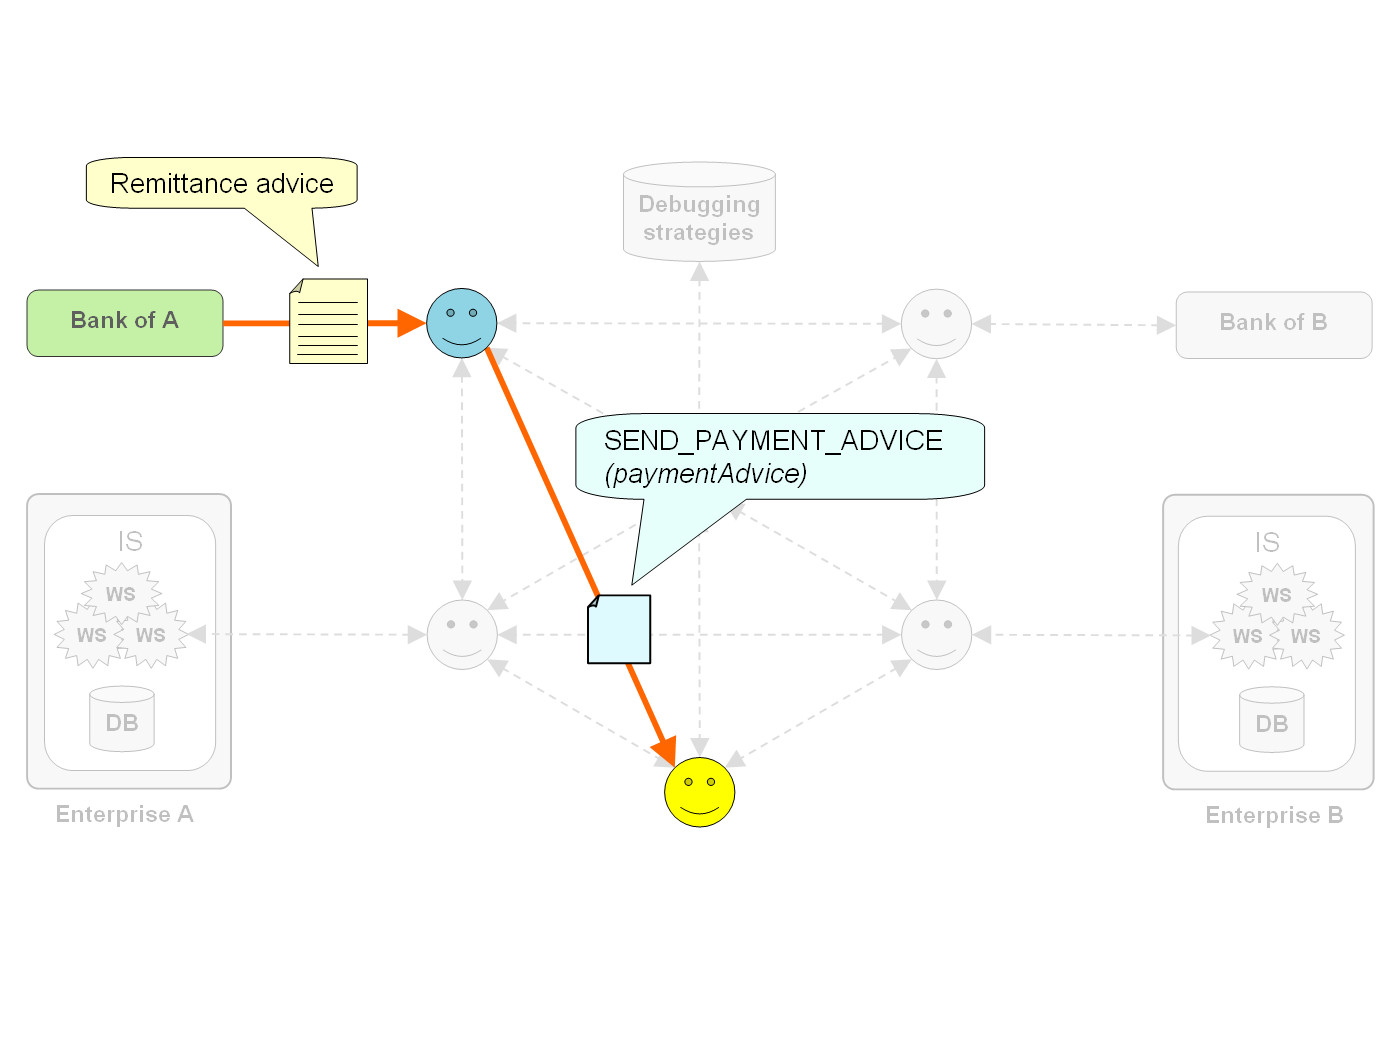 Remittance advice
Debugging
strategies
Bank of A
Bank of B
SEND_PAYMENT_ADVICE
(paymentAdvice)
IS
WS
WS
WS
DB
Enterprise A
IS
WS
WS
WS
DB
Enterprise B